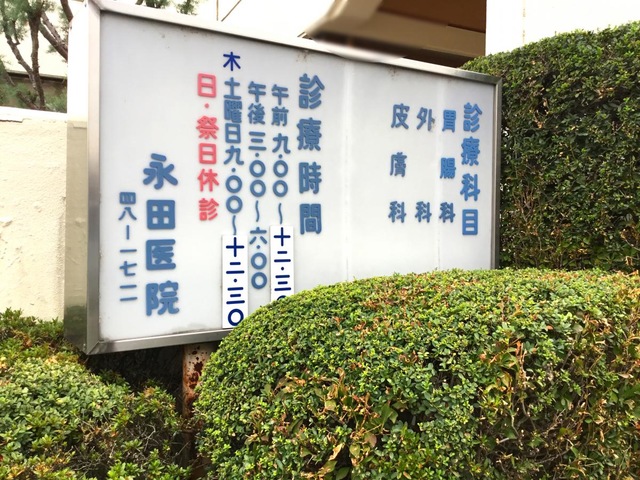 診療科目
胃腸科
外科
皮膚科
診療時間
午前九・〇〇〜十二・三〇
午後三・〇〇〜六・〇〇
木・土曜日九・〇〇〜十二・三〇
日・祭日休診
永田医院
四八ー一七二一